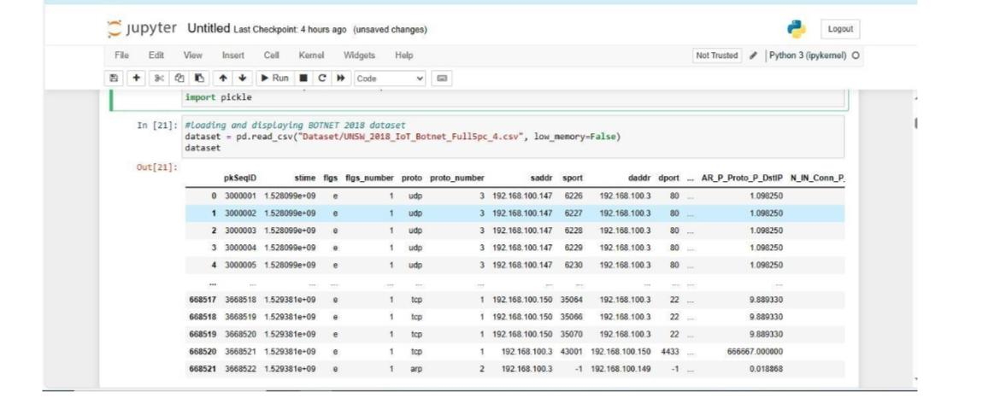 jupyter Untitled Last Checkpoint: 4 hours ago (unsaved changes) Logout
File Edit View Insert Cell Kernel Widgets Help Not Trusted Python 3 (ipykernel)
Run Code
import pickle
In [21]: #loading and displaying BOTNET 2018 dataset
dataset = pd.read_csv("Dataset/UNSW_2018_IoT_Botnet_Full5pc_4.csv", low_memory=False)
dataset
Out[21]:
pkSeqID stime flgs flgs_number proto proto_number saddr sport daddr dport ... AR_P_Proto_P_DstIP N_IN_Conn_P_
0 3000001 1.528099e+09 e 1 udp 3 192.168.100.147 6226 192.168.100.3 80 ... 1.098250
1 3000002 1.528099e+09 e 1 udp 3 192.168.100.147 6227 192.168.100.3 80 ... 1.098250
2 3000003 1.528099e+09 e 1 udp 3 192.168.100.147 6228 192.168.100.3 80 ... 1.098250
3 3000004 1.528099e+09 e 1 udp 3 192.168.100.147 6229 192.168.100.3 80 ... 1.098250
4 3000005 1.528099e+09 e 1 udp 3 192.168.100.147 6230 192.168.100.3 80 ... 1.098250
... ... ... ... ... ... ... ... ... ... ... ... ...
668517 3668518 1.529381e+09 e 1 tcp 1 192.168.100.150 35064 192.168.100.3 22 ... 9.889330
668518 3668519 1.529381e+09 e 1 tcp 1 192.168.100.150 35066 192.168.100.3 22 ... 9.889330
668519 3668520 1.529381e+09 e 1 tcp 1 192.168.100.150 35070 192.168.100.3 22 ... 9.889330
668520 3668521 1.529381e+09 e 1 tcp 1 192.168.100.3 43001 192.168.100.150 4433 ... 666667.000000
668521 3668522 1.529381e+09 e 1 arp 2 192.168.100.3 -1 192.168.100.149 -1 ... 0.018868